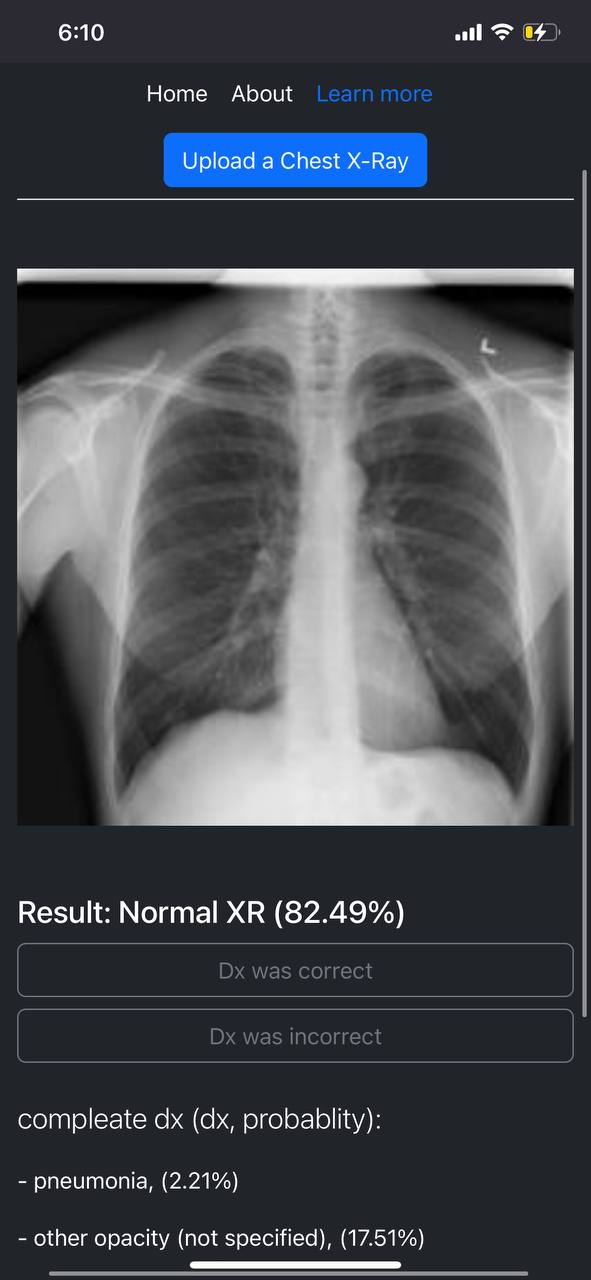 6:10
Home About Learn more
Upload a Chest X-Ray
L
Result: Normal XR (82.49%)
Dx was correct
Dx was incorrect
compleate dx (dx, probablity):
- pneumonia, (2.21%)
- other opacity (not specified), (17.51%)